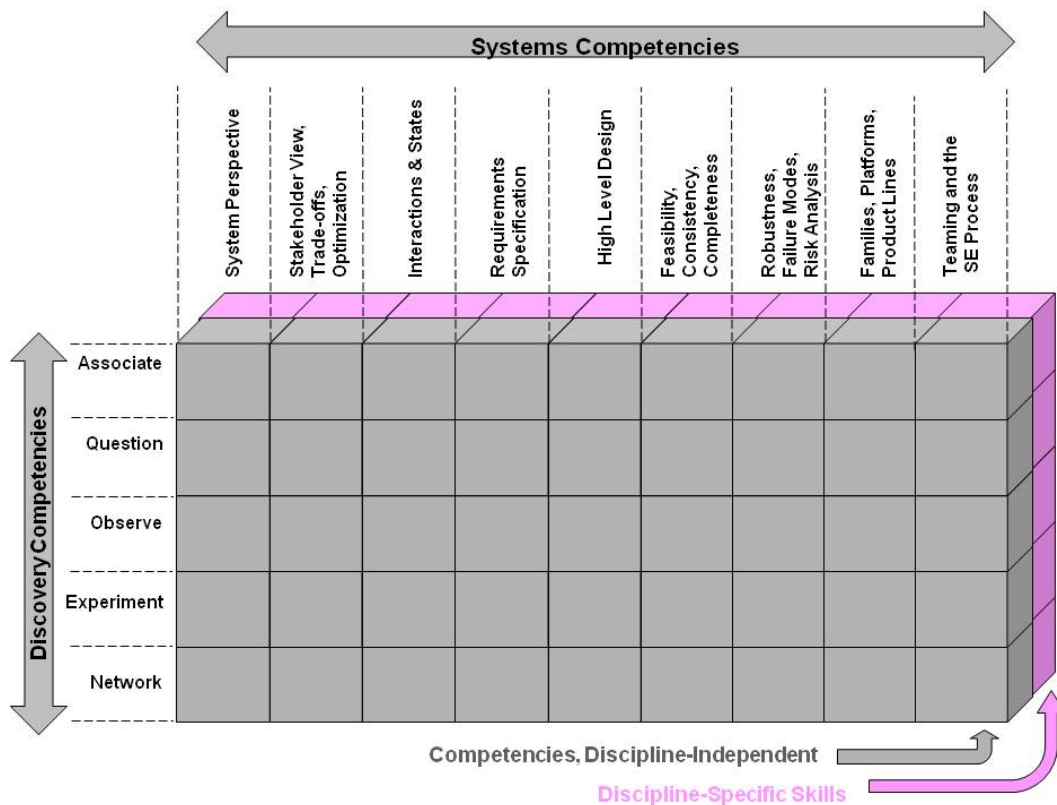 Systems Competencies
System Perspective
Stakeholder View,
Trade-offs,
Optimization
Interactions & States
Requirements
Specification
High Level Design
Feasibility,
Consistency,
Completeness
Robustness,
Failure Modes,
Risk Analysis
Families, Platforms,
Product Lines
Teaming and the
SE Process
Discovery Competencies
Associate
Question
Observe
Experiment
Network
Competencies, Discipline-Independent
Discipline-Specific Skills